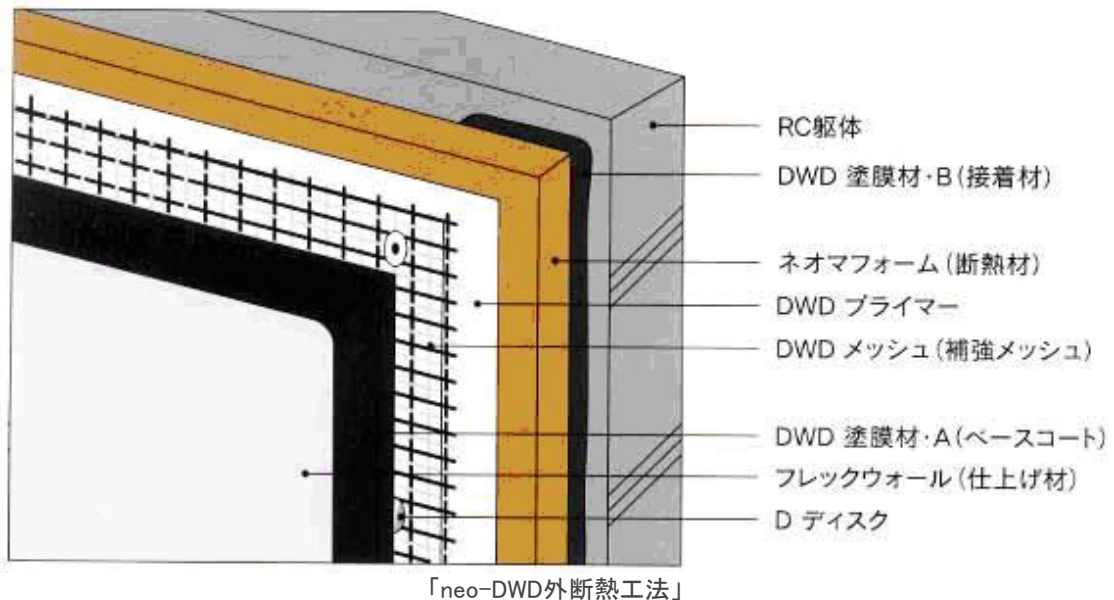 RC躯体
DWD 塗膜材・B(接着材)
ネオマフォーム(断熱材)
DWD プライマー
DWD メッシュ(補強メッシュ)
DWD 塗膜材・A(ベースコート)
フレックウォール(仕上げ材)
D ディスク
「neo-DWD外断熱工法」